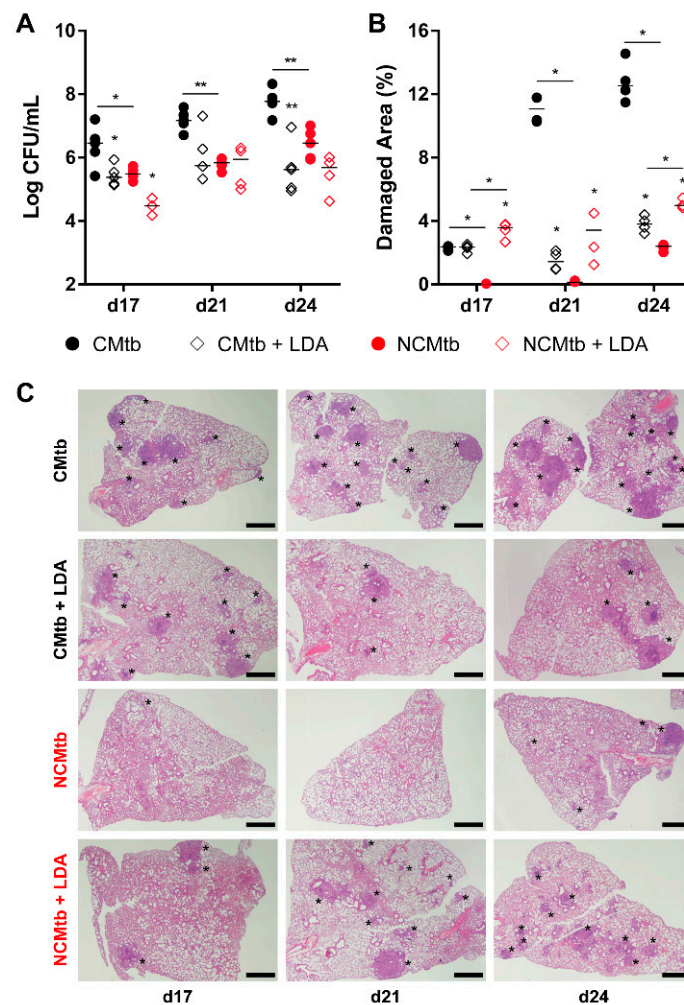 A
B
10
8
6
4
2
Log CFU/mL
*
*
*
**
**
**
d17
d21
d24
16
12
8
4
0
Damaged Area (%)
*
*
*
*
*
*
*
*
*
*
*
d17
d21
d24
CMtb
CMtb + LDA
NCMtb
NCMtb + LDA
C
CMtb
CMtb + LDA
NCMtb
NCMtb + LDA
d17
d21
d24